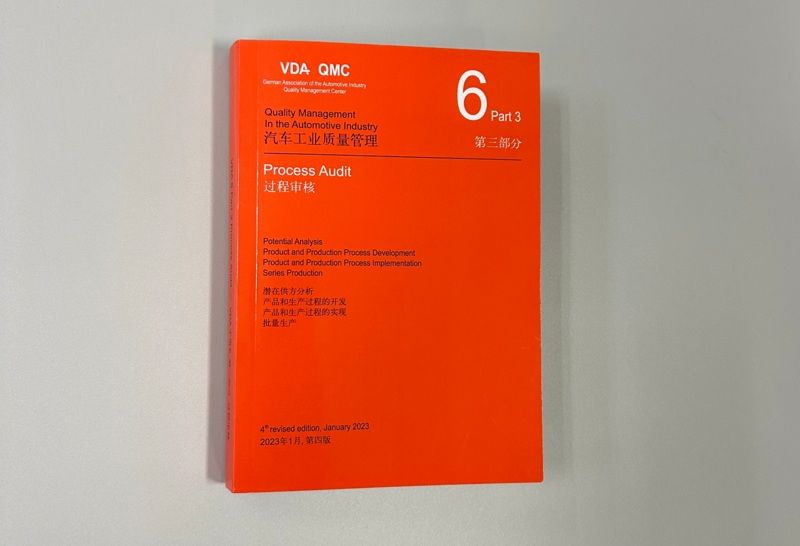 VDA QMC
German Association of the Automotive Industry
Quality Management Center
6 Part 3
第三部分
Quality Management
In the Automotive Industry
汽车工业质量管理
Process Audit
过程审核
Potential Analysis
Product and Production Process Development
Product and Production Process Implementation
Series Production
潜在供方分析
产品和生产过程的开发
产品和生产过程的实现
批量生产
4th revised edition, January 2023
2023年1月, 第四版